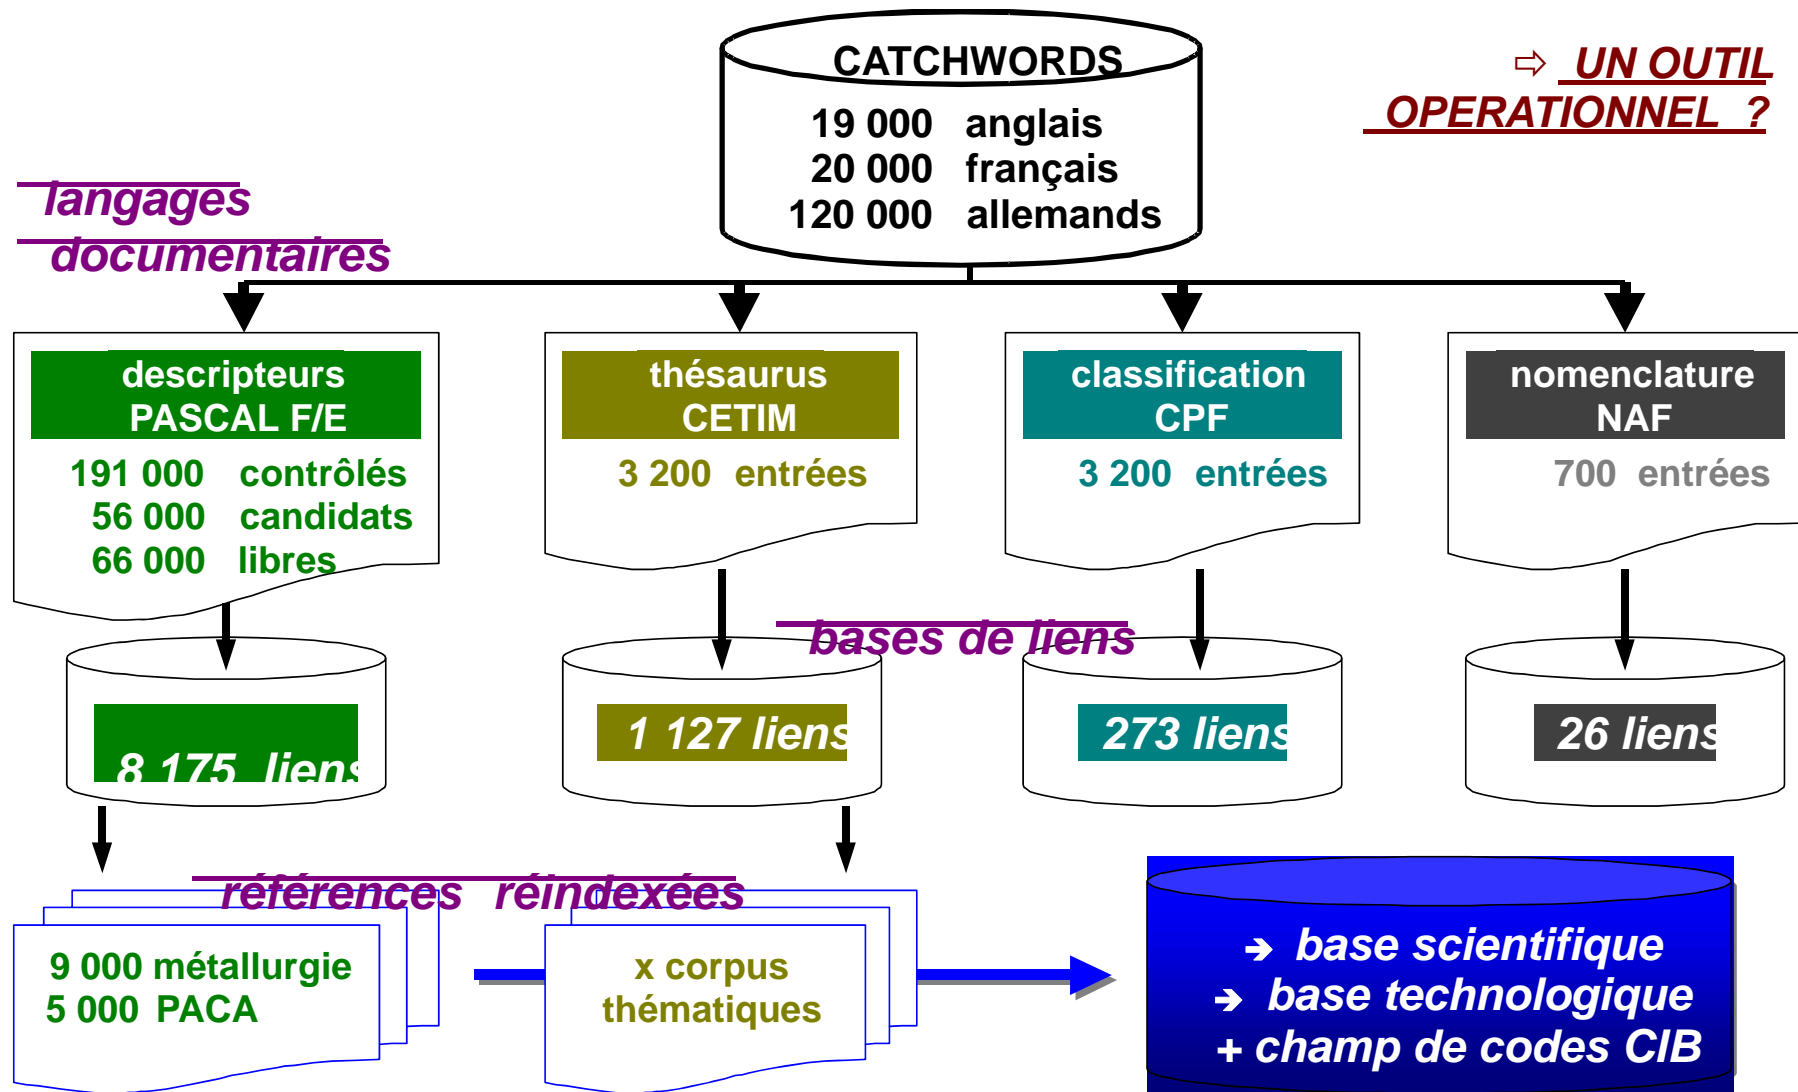 CATCHWORDS
19 000 anglais
20 000 français
120 000 allemands
⇨ UN OUTIL
OPERATIONNEL ?
langages
documentaires
descripteurs
PASCAL F/E
191 000 contrôlés
56 000 candidats
66 000 libres
thésaurus
CETIM
3 200 entrées
classification
CPF
3 200 entrées
nomenclature
NAF
700 entrées
bases de liens
8 175 liens
1 127 liens
273 liens
26 liens
références réindexées
9 000 métallurgie
5 000 PACA
x corpus
thématiques
➔ base scientifique
➔ base technologique
+ champ de codes CIB